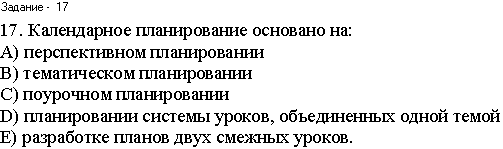 Задание - 17
17. Календарное планирование основано на:
A) перспективном планировании
B) тематическом планировании
C) поурочном планировании
D) планировании системы уроков, объединенных одной темой
E) разработке планов двух смежных уроков.